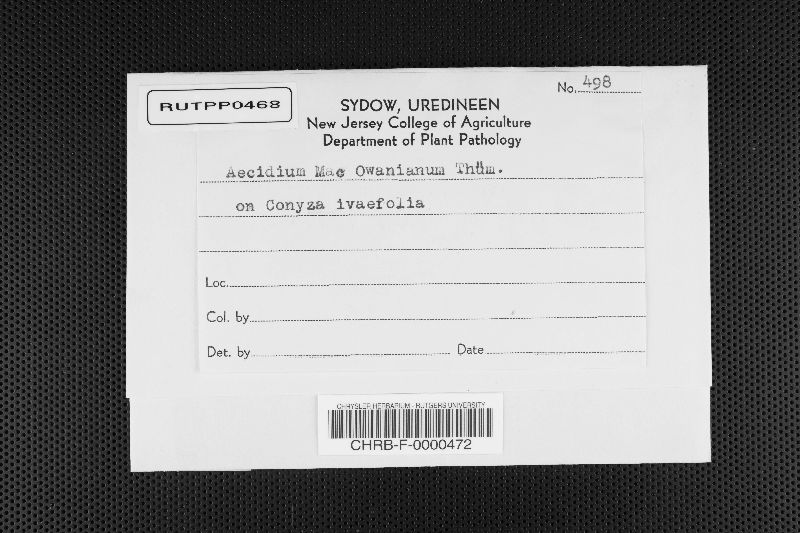 RUTPP0468
No. 498
SYDOW, UREDINEEN
New Jersey College of Agriculture
Department of Plant Pathology
Aecidium Mac Owanianum Thüm.
on Conyza ivaefolia
Loc.
Col. by
Det. by Date
CHRYSLER HERBARIUM - RUTGERS UNIVERSITY
CHRB-F-0000472